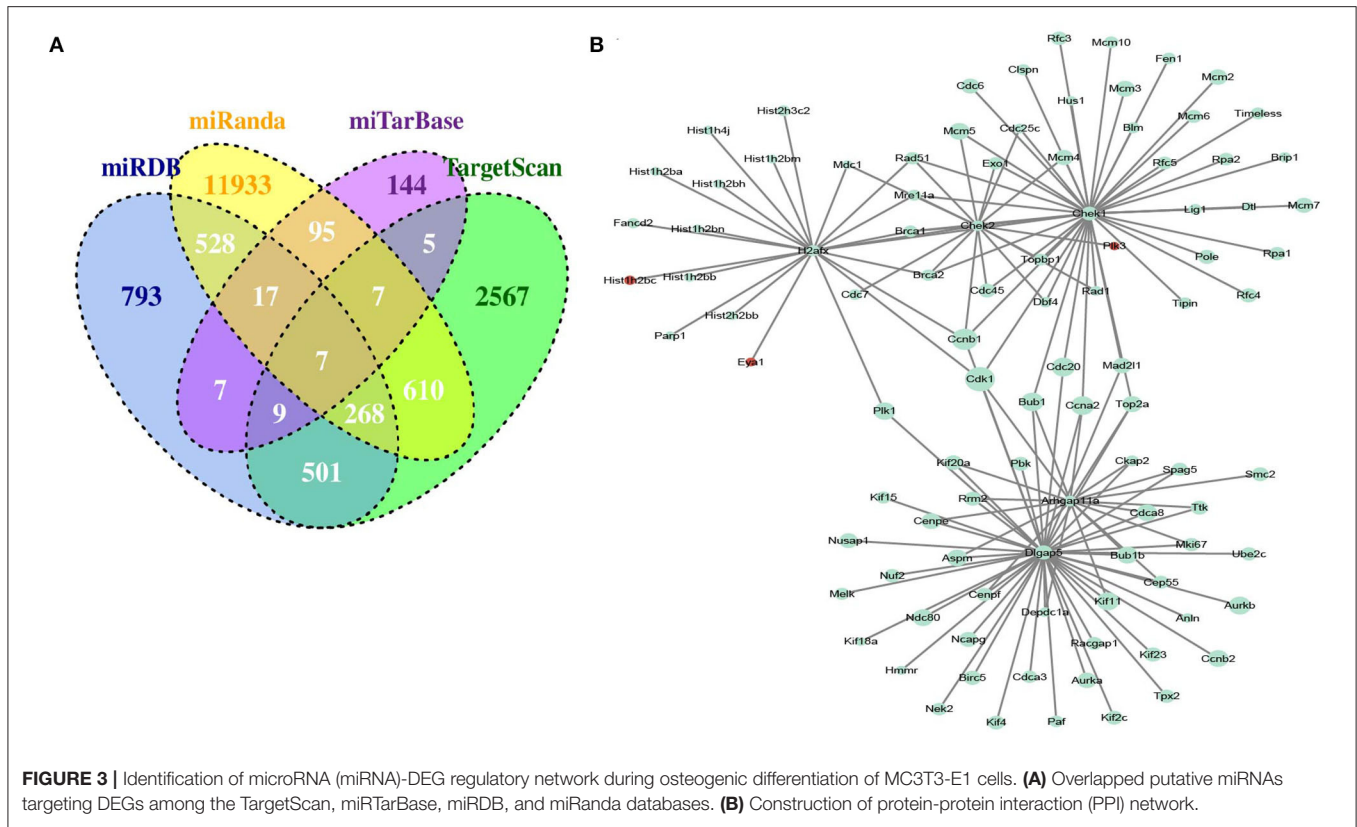 A
B
miRanda
miTarBase
miRDB
TargetScan
11933
144
528
95
5
793
17
7
2567
7
7
610
9
268
501
Rfc3
Mcm10
Fen1
Clspn
Cdc6
Mcm2
Mcm3
Hus1
Hist2h3c2
Timeless
Mcm6
Hist1h4j
Cdc25c
Blm
Mcm5
Hist1h2bm
Rad51
Mcm4
Mdc1
Exo1
Rfc5
Rpa2
Brip1
Hist1h2ba
Hist1h2bh
Mre11a
Chek1
Lig1
Dtl
Mcm7
Fancd2
Hist1h2bn
Brca1
Chek2
H2afx
Plk3
Pole
Rpa1
Topbp1
Hist1h2bc
Hist1h2bb
Brca2
Cdc7
Cdc45
Rad1
Dbf4
Tipin
Rfc4
Hist2h2bb
Parp1
Ccnb1
Eya1
Cdk1
Cdc20
Mad2l1
Plk1
Bub1
Ccna2
Top2a
Kif20a
Pbk
Ckap2
Spag5
Smc2
Kif15
Rrm2
Arhgap11a
Cenpe
Cdca8
Ttk
Nusap1
Aspm
Dlgap5
Bub1b
Mki67
Ube2c
Nuf2
Cep55
Melk
Cenpf
Kif11
Aurkb
Ndc80
Depdc1a
Anln
Kif18a
Ncapg
Racgap1
Kif23
Ccnb2
Hmmr
Birc5
Cdca3
Aurka
Tpx2
Nek2
Kif4
Paf
Kif2c
FIGURE 3 | Identification of microRNA (miRNA)-DEG regulatory network during osteogenic differentiation of MC3T3-E1 cells. (A) Overlapped putative miRNAs
targeting DEGs among the TargetScan, miRTarBase, miRDB, and miRanda databases. (B) Construction of protein-protein interaction (PPI) network.